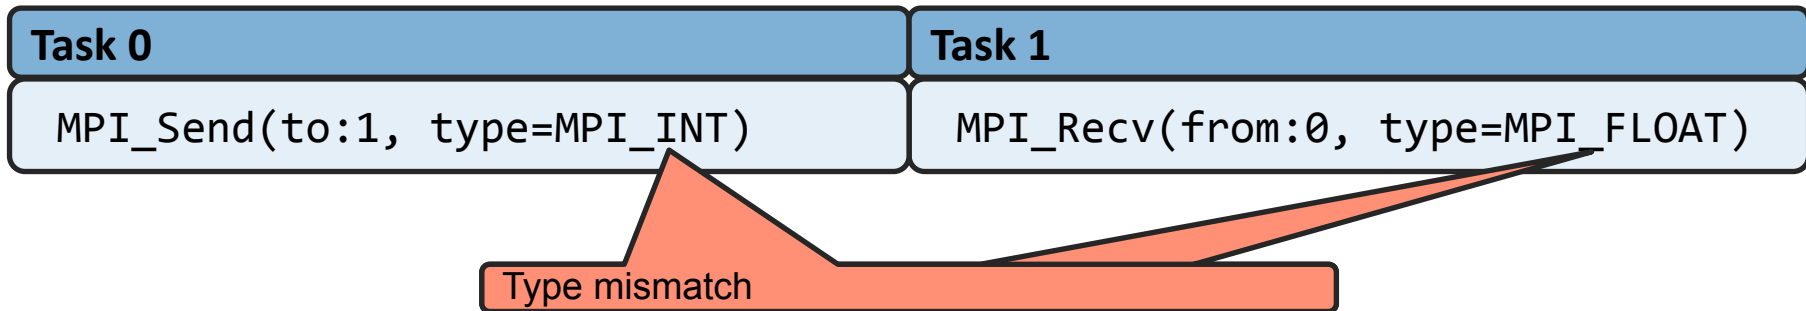 Task 0
Task 1
MPI_Send(to:1, type=MPI_INT)
MPI_Recv(from:0, type=MPI_FLOAT)
Type mismatch